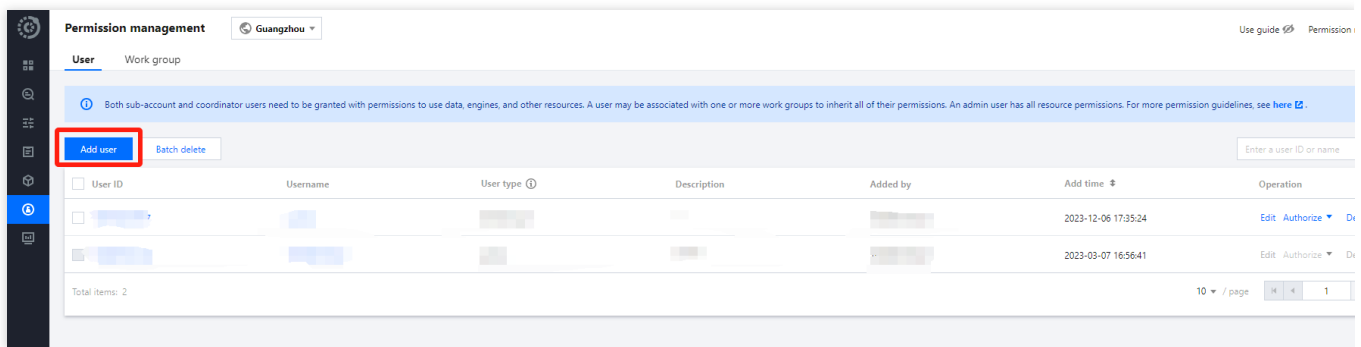 Permission management Guangzhou Use guide Permission
User Work group
Both sub-account and coordinator users need to be granted with permissions to use data, engines, and other resources. A user may be associated with one or more work groups to inherit all of their permissions. An admin user has all resource permissions. For more permission guidelines, see here .
Add user Batch delete Enter a user ID or name
User ID Username User type Description Added by Add time Operation
2023-12-06 17:35:24 Edit Authorize
2023-03-07 16:56:41 Edit Authorize
Total items: 2 10 / page 1